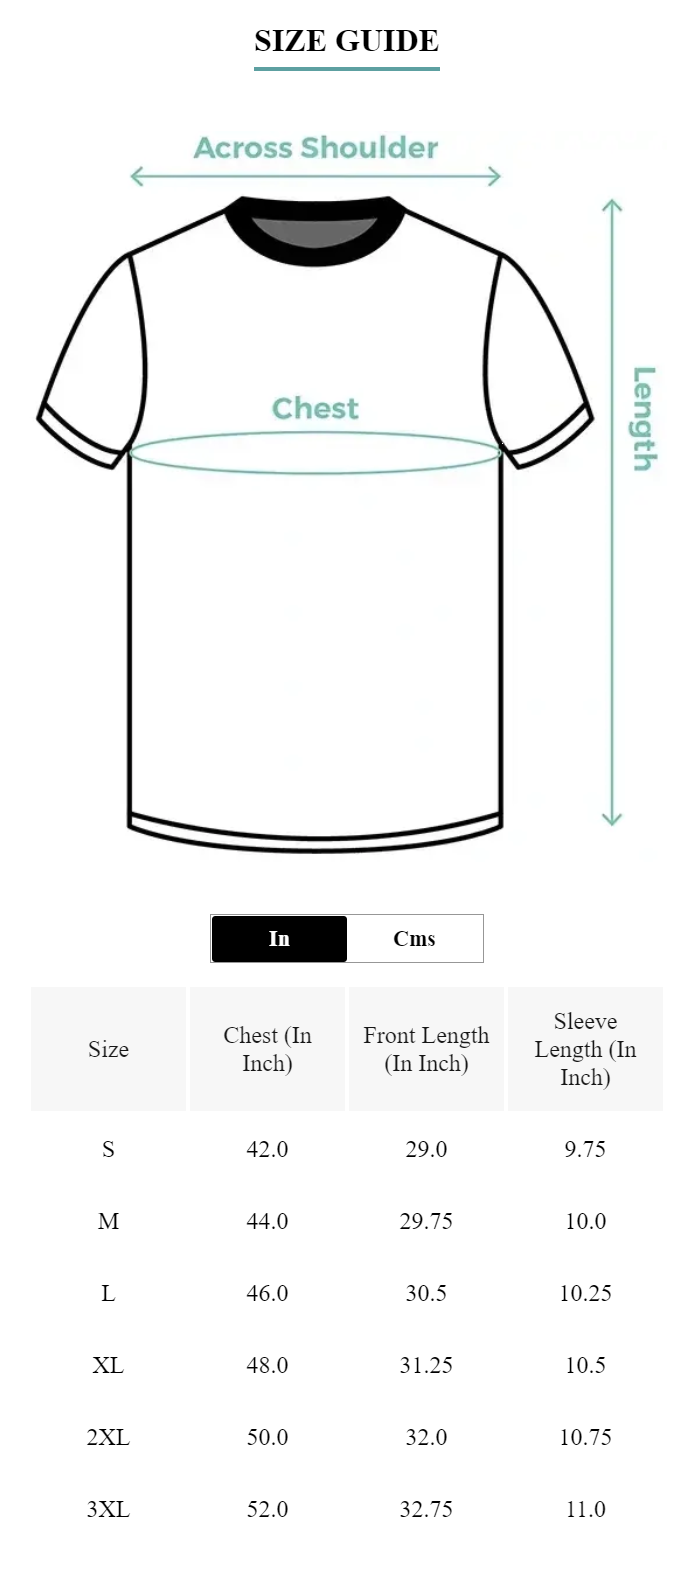 SIZE GUIDE
Across Shoulder
Chest
Length
In Cms
Size Chest (In Inch) Front Length (In Inch) Sleeve Length (In Inch)
S 42.0 29.0 9.75
M 44.0 29.75 10.0
L 46.0 30.5 10.25
XL 48.0 31.25 10.5
2XL 50.0 32.0 10.75
3XL 52.0 32.75 11.0